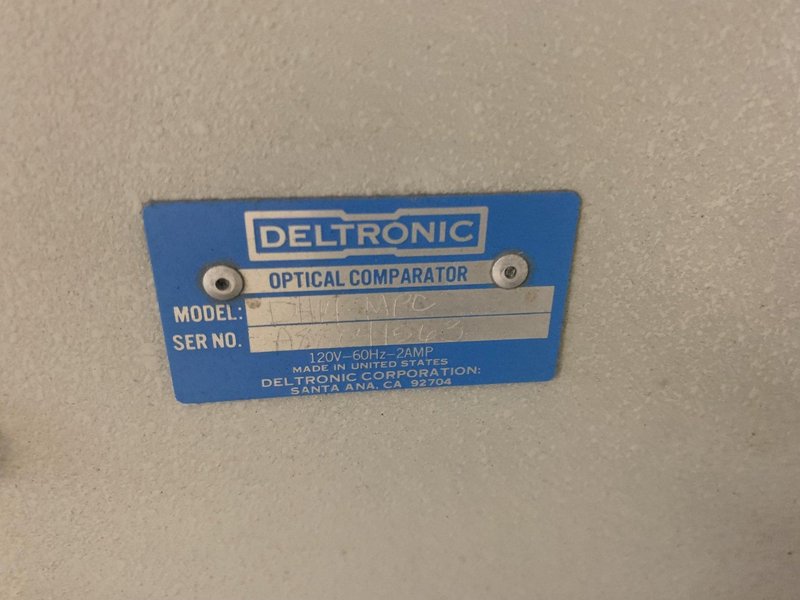 DELTRONIC
OPTICAL COMPARATOR
MODEL: MPC
SER NO.
120V-60Hz-2AMP
MADE IN UNITED STATES
DELTRONIC CORPORATION:
SANTA ANA, CA 92704